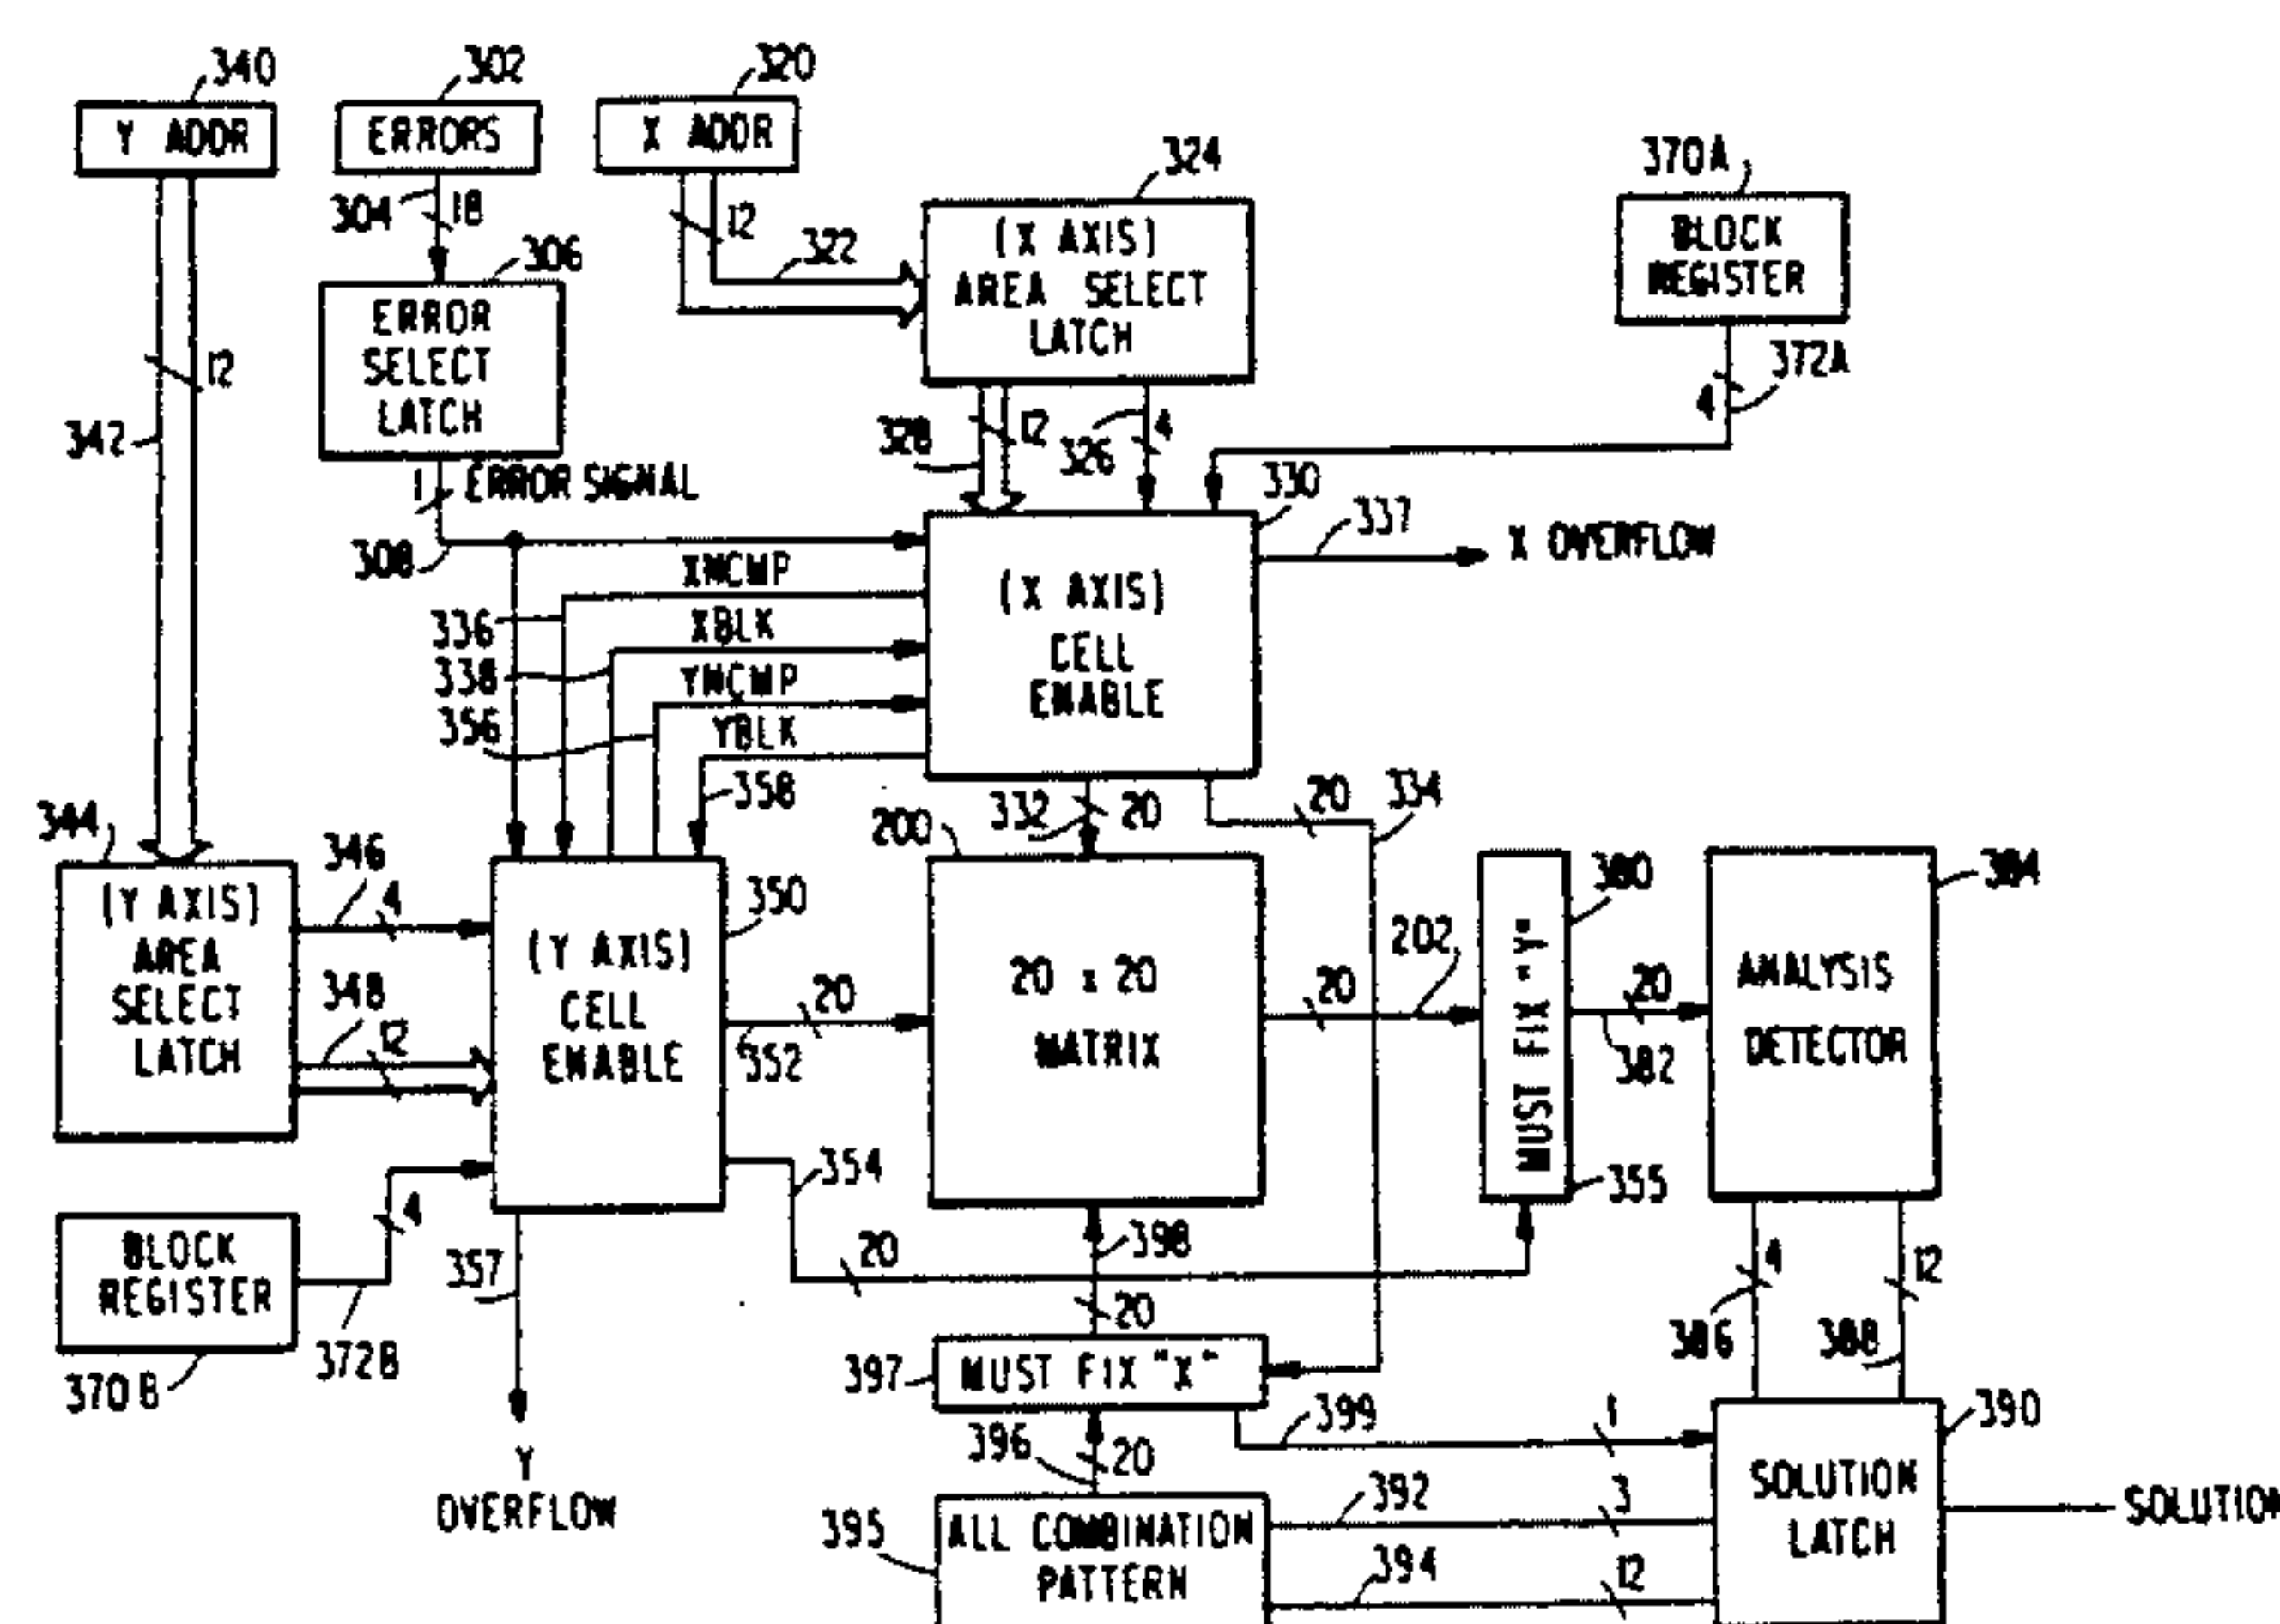 340
302
320
Y ADDR
ERRORS
X ADDR
324
370A
304
18
12
322
306
(X AXIS)
AREA SELECT
LATCH
BLOCK
REGISTER
ERROR
SELECT
LATCH
12
342
328
12
326
4
4
372A
1
ERROR SIGNAL
330
337
X OVERFLOW
308
XNCMP
336
XBLK
338
YNCMP
356
YBLK
358
(X AXIS)
CELL
ENABLE
332
20
20
334
344
346
4
200
350
380
384
(Y AXIS)
AREA
SELECT
LATCH
348
12
(Y AXIS)
CELL
ENABLE
20
352
20 x 20
MATRIX
202
20
MUST FIX "Y"
20
382
ANALYSIS
DETECTOR
354
355
BLOCK
REGISTER
4
357
20
398
20
4
12
386
388
370B
372B
397
MUST FIX "X"
399
1
390
Y
OVERFLOW
396
20
392
3
SOLUTION
LATCH
SOLUTION
395
ALL COMBINATION
PATTERN
394
12